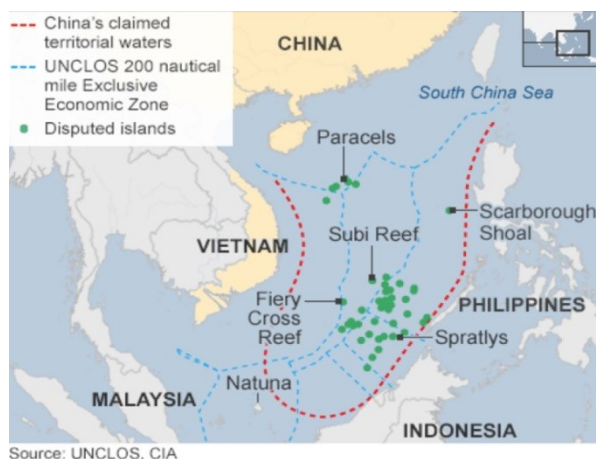 China's claimed
territorial waters
UNCLOS 200 nautical
mile Exclusive
Economic Zone
Disputed islands
CHINA
South China Sea
Paracels
Scarborough
Shoal
Subi Reef
VIETNAM
Fiery
Cross
Reef
PHILIPPINES
Spratlys
Natuna
MALAYSIA
INDONESIA
Source: UNCLOS, CIA